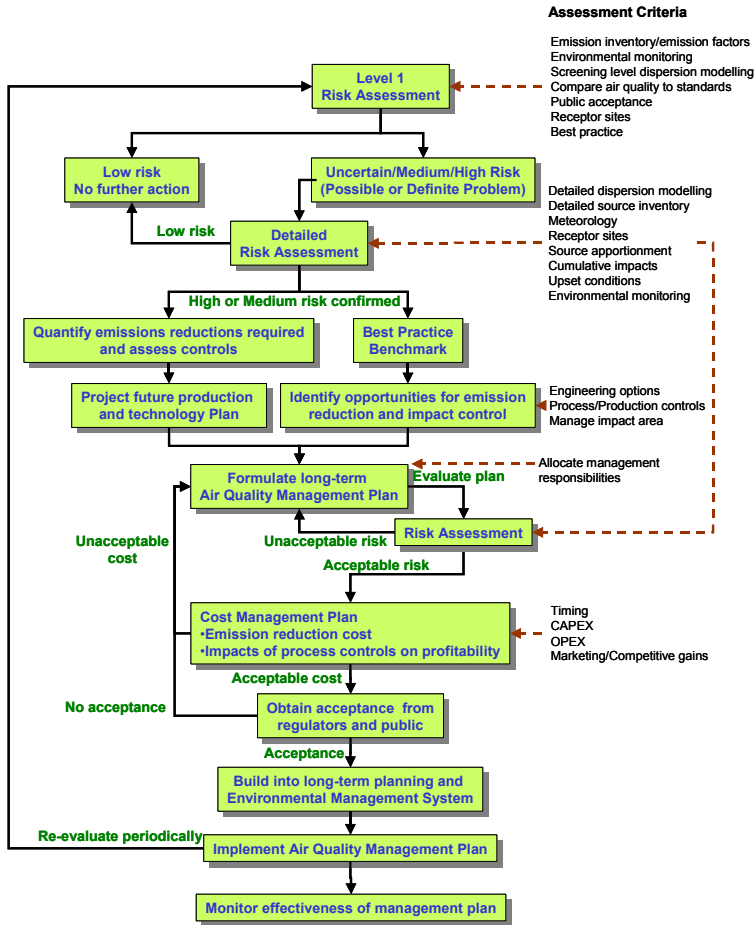 Assessment Criteria
Emission inventory/emission factors
Environmental monitoring
Screening level dispersion modelling
Compare air quality to standards
Public acceptance
Receptor sites
Best practice
Level 1
Risk Assessment
Low risk
No further action
Uncertain/Medium/High Risk
(Possible or Definite Problem)
Detailed dispersion modelling
Detailed source inventory
Meteorology
Receptor sites
Source apportionment
Cumulative impacts
Upset conditions
Environmental monitoring
Low risk
Detailed
Risk Assessment
High or Medium risk confirmed
Quantify emissions reductions required
and assess controls
Best Practice
Benchmark
Project future production
and technology Plan
Identify opportunities for emission
reduction and impact control
Engineering options
Process/Production controls
Manage impact area
Formulate long-term
Air Quality Management Plan
Evaluate plan
Allocate management
responsibilities
Risk Assessment
Unacceptable risk
Unacceptable
cost
Acceptable risk
Cost Management Plan
•Emission reduction cost
•Impacts of process controls on profitability
Timing
CAPEX
OPEX
Marketing/Competitive gains
Acceptable cost
No acceptance
Obtain acceptance from
regulators and public
Acceptance
Build into long-term planning and
Environmental Management System
Re-evaluate periodically
Implement Air Quality Management Plan
Monitor effectiveness of management plan